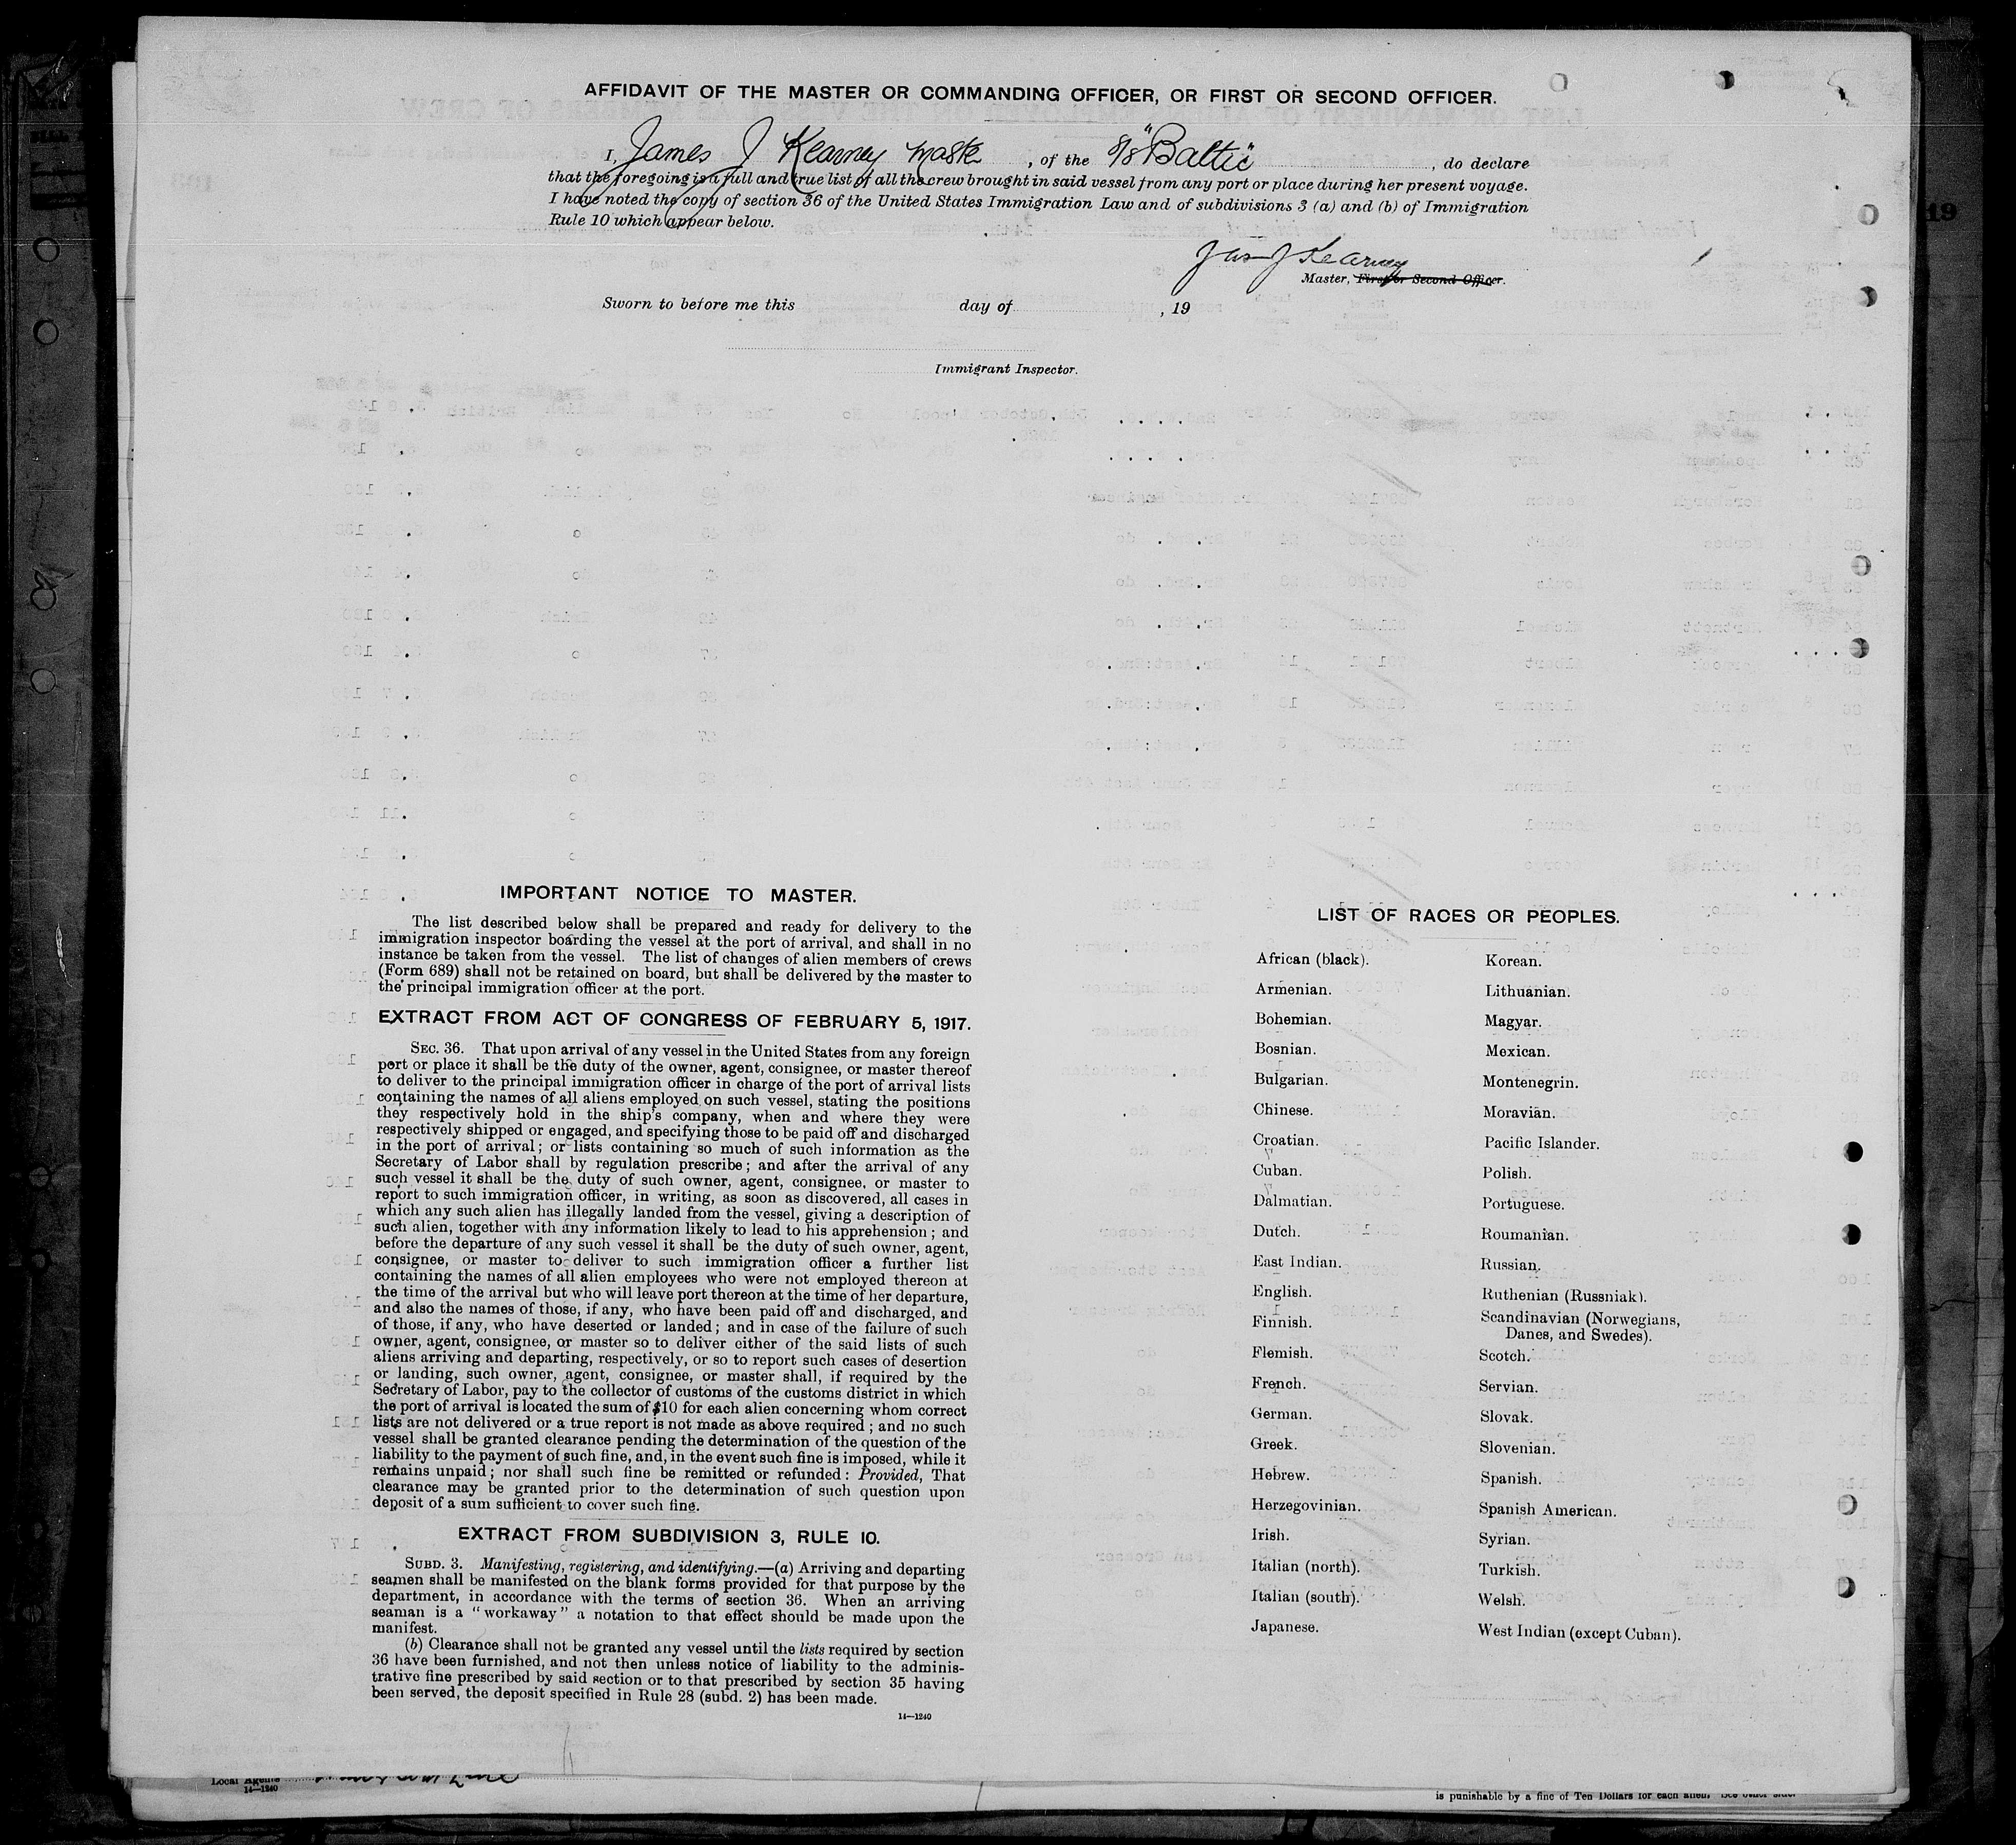 AFFIDAVIT OF THE MASTER OR COMMANDING OFFICER, OR FIRST OR SECOND OFFICER.
I, James J Kearney Master , of the S/S "Baltic" , do declare
that the foregoing is a full and true list of all the crew brought in said vessel from any port or place during her present voyage.
I have noted the copy of section 36 of the United States Immigration Law and of subdivisions 3 (a) and (b) of Immigration
Rule 10 which appear below.
Jas J Kearney
Master, First or Second Officer.
Sworn to before me this day of , 19
Immigrant Inspector.
IMPORTANT NOTICE TO MASTER.
The list described below shall be prepared and ready for delivery to the
immigration inspector boarding the vessel at the port of arrival, and shall in no
instance be taken from the vessel. The list of changes of alien members of crews
(Form 689) shall not be retained on board, but shall be delivered by the master to
the principal immigration officer at the port.
EXTRACT FROM ACT OF CONGRESS OF FEBRUARY 5, 1917.
SEC. 36. That upon arrival of any vessel in the United States from any foreign
port or place it shall be the duty of the owner, agent, consignee, or master thereof
to deliver to the principal immigration officer in charge of the port of arrival lists
containing the names of all aliens employed on such vessel, stating the positions
they respectively hold in the ship's company, when and where they were
respectively shipped or engaged, and specifying those to be paid off and discharged
in the port of arrival; or lists containing so much of such information as the
Secretary of Labor shall by regulation prescribe; and after the arrival of any
such vessel it shall be the duty of such owner, agent, consignee, or master to
report to such immigration officer, in writing, as soon as discovered, all cases in
which any such alien has illegally landed from the vessel, giving a description of
such alien, together with any information likely to lead to his apprehension; and
before the departure of any such vessel it shall be the duty of such owner, agent,
consignee, or master to deliver to such immigration officer a further list
containing the names of all alien employees who were not employed thereon at
the time of the arrival but who will leave port thereon at the time of her departure,
and also the names of those, if any, who have been paid off and discharged, and
of those, if any, who have deserted or landed; and in case of the failure of such
owner, agent, consignee, or master so to deliver either of the said lists of such
aliens arriving and departing, respectively, or so to report such cases of desertion
or landing, such owner, agent, consignee, or master shall, if required by the
Secretary of Labor, pay to the collector of customs of the customs district in which
the port of arrival is located the sum of $10 for each alien concerning whom correct
lists are not delivered or a true report is not made as above required; and no such
vessel shall be granted clearance pending the determination of the question of the
liability to the payment of such fine, and, in the event such fine is imposed, while it
remains unpaid; nor shall such fine be remitted or refunded: Provided, That
clearance may be granted prior to the determination of such question upon
deposit of a sum sufficient to cover such fine.
EXTRACT FROM SUBDIVISION 3, RULE 10.
SUBD. 3. Manifesting, registering, and identifying.—(a) Arriving and departing
seamen shall be manifested on the blank forms provided for that purpose by the
department, in accordance with the terms of section 36. When an arriving
seaman is a "workaway" a notation to that effect should be made upon the
manifest.
(b) Clearance shall not be granted any vessel until the lists required by section
36 have been furnished, and not then unless notice of liability to the adminis-
trative fine prescribed by said section or to that prescribed by section 35 having
been served, the deposit specified in Rule 28 (subd. 2) has been made.
14—1240
LIST OF RACES OR PEOPLES.
African (black).
Armenian.
Bohemian.
Bosnian.
Bulgarian.
Chinese.
Croatian.
Cuban.
Dalmatian.
Dutch.
East Indian.
English.
Finnish.
Flemish.
French.
German.
Greek.
Hebrew.
Herzegovinian.
Irish.
Italian (north).
Italian (south).
Japanese.
Korean.
Lithuanian.
Magyar.
Mexican.
Montenegrin.
Moravian.
Pacific Islander.
Polish.
Portuguese.
Roumanian.
Russian.
Ruthenian (Russniak).
Scandinavian (Norwegians,
Danes, and Swedes).
Scotch.
Servian.
Slovak.
Slovenian.
Spanish.
Spanish American.
Syrian.
Turkish.
Welsh.
West Indian (except Cuban).
19
Local Agents
14—1240
is punishable by a fine of Ten Dollars for each alien. See other side.